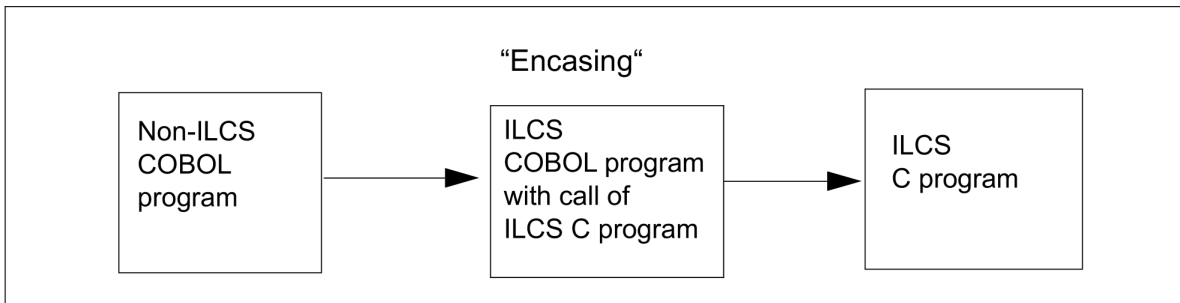 “Encasing“
Non-ILCS
COBOL
program
ILCS
COBOL program
with call of
ILCS C program
ILCS
C program